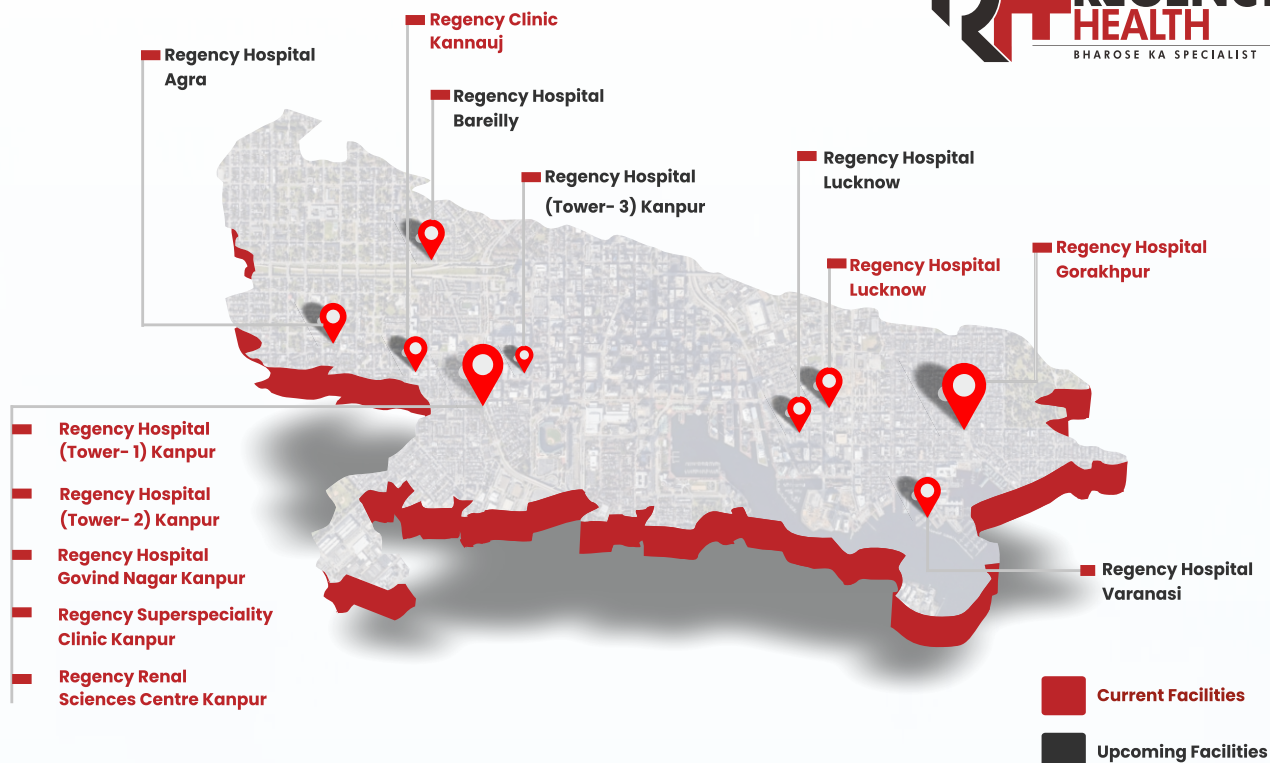 REGENCY
HEALTH
BHAROSE KA SPECIALIST
Regency Clinic
Kannauj
Regency Hospital
Agra
Regency Hospital
Bareilly
Regency Hospital
(Tower- 3) Kanpur
Regency Hospital
Lucknow
Regency Hospital
Lucknow
Regency Hospital
Gorakhpur
Regency Hospital
(Tower- 1) Kanpur
Regency Hospital
(Tower- 2) Kanpur
Regency Hospital
Govind Nagar Kanpur
Regency Superspeciality
Clinic Kanpur
Regency Renal
Sciences Centre Kanpur
Regency Hospital
Varanasi
Current Facilities
Upcoming Facilities